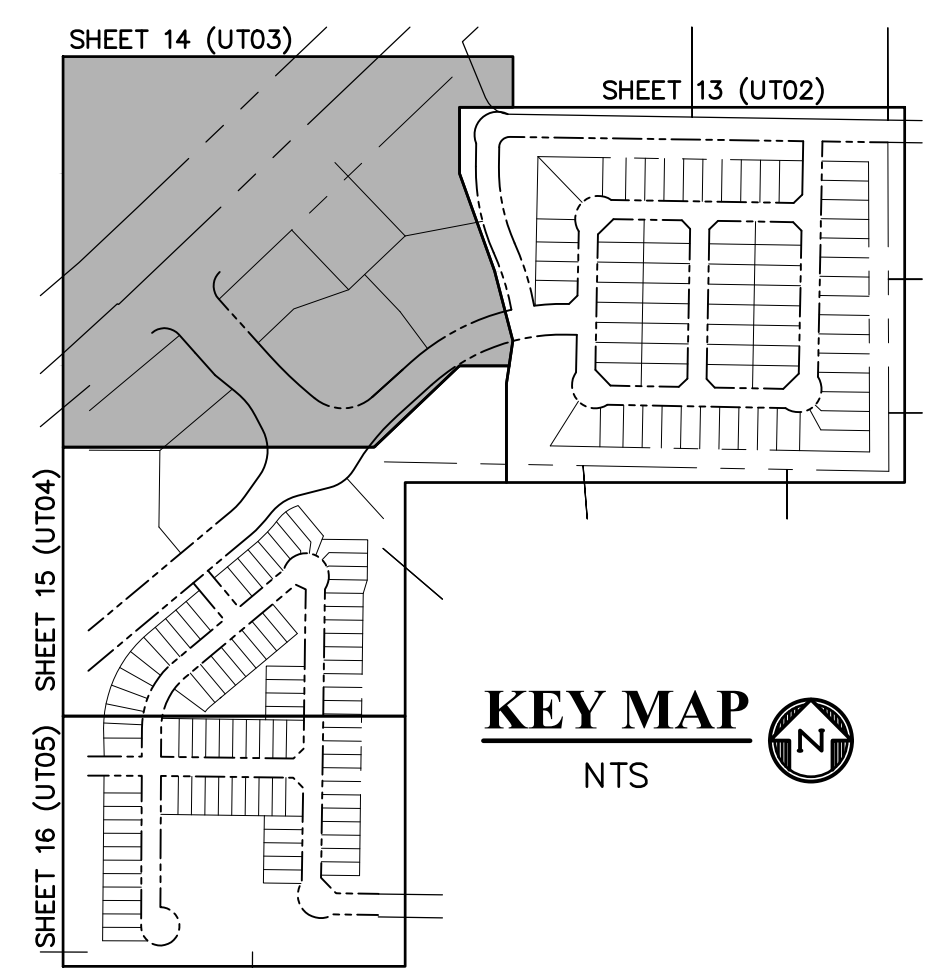 SHEET 14 (UT03)
SHEET 13 (UT02)
SHEET 15 (UT04)
SHEET 16 (UT05)
KEY MAP
NTS
N